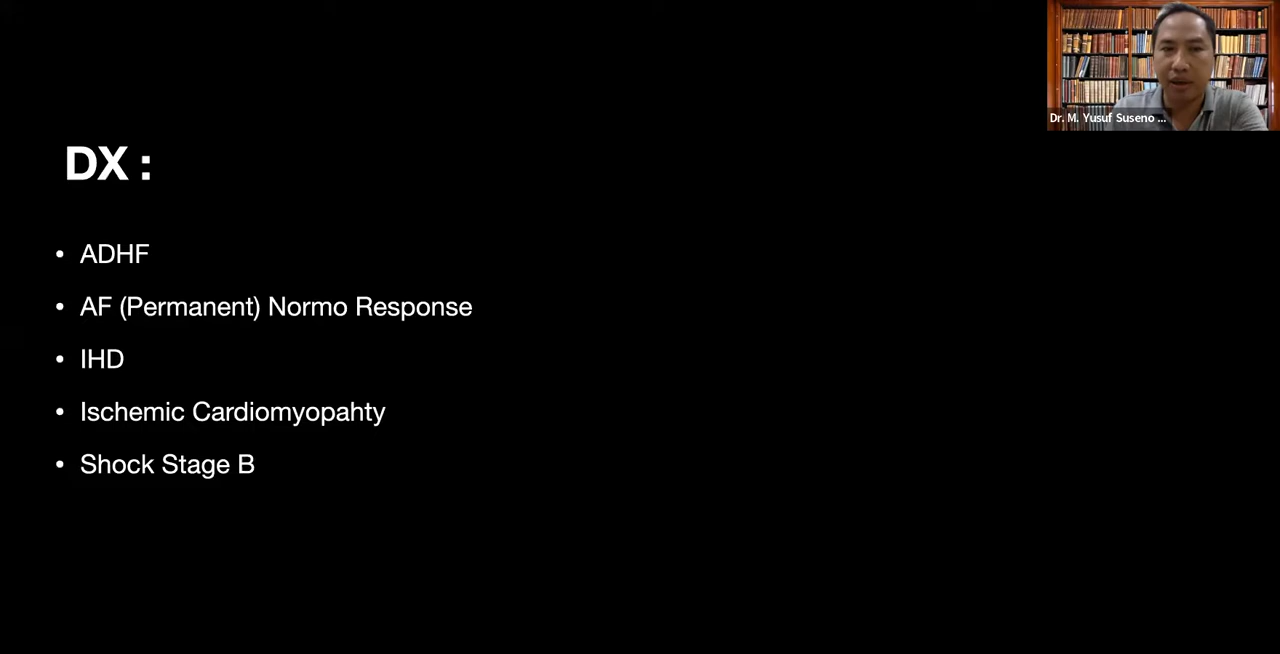 Dr. M. Yusuf Suseno ...
DX :
• ADHF
• AF (Permanent) Normo Response
• IHD
• Ischemic Cardiomyopahty
• Shock Stage B